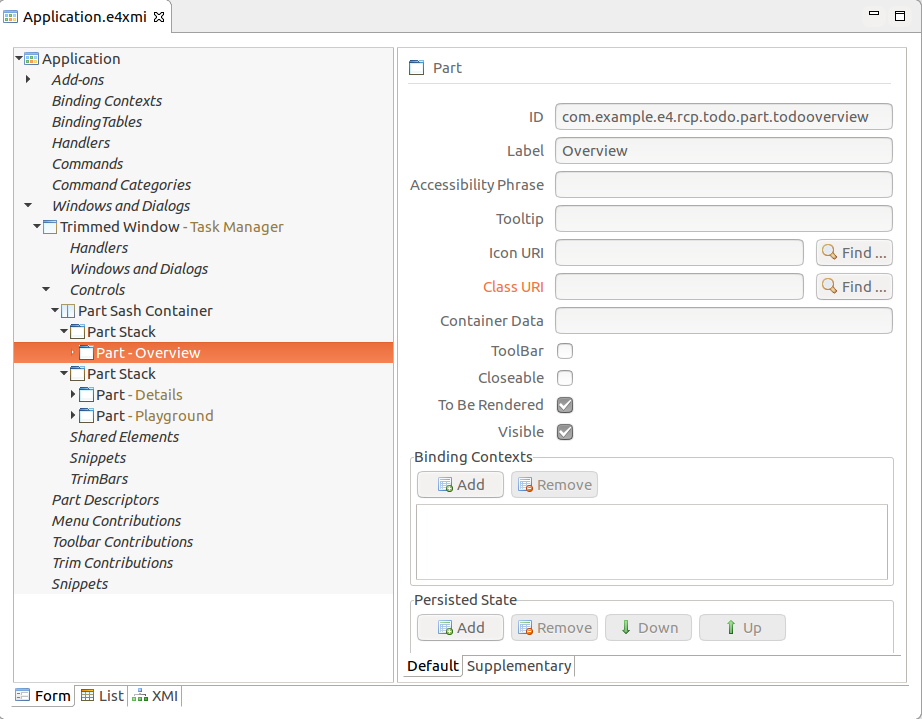 Application.e4xmi
Application
Add-ons
Binding Contexts
BindingTables
Handlers
Commands
Command Categories
Windows and Dialogs
Trimmed Window - Task Manager
Handlers
Windows and Dialogs
Controls
Part Sash Container
Part Stack
Part - Overview
Part Stack
Part - Details
Part - Playground
Shared Elements
Snippets
TrimBars
Part Descriptors
Menu Contributions
Toolbar Contributions
Trim Contributions
Snippets
Part
ID com.example.e4.rcp.todo.part.todooverview
Label Overview
Accessibility Phrase
Tooltip
Icon URI Find ...
Class URI Find ...
Container Data
ToolBar
Closeable
To Be Rendered
Visible
Binding Contexts
Add Remove
Persisted State
Add Remove Down Up
Default Supplementary
Form List XMI